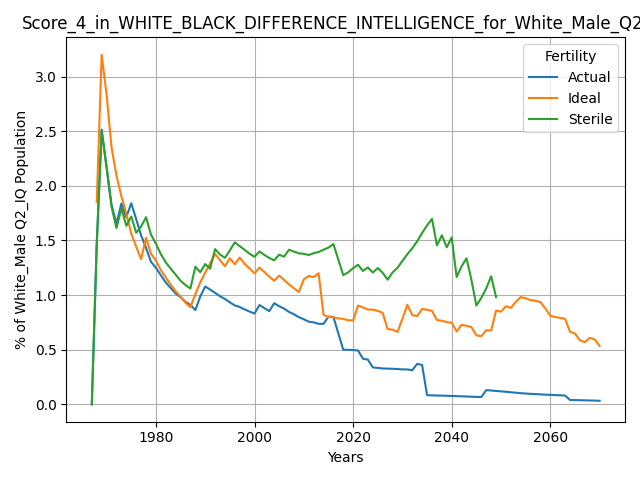 Score_4_in_WHITE_BLACK_DIFFERENCE_INTELLIGENCE_for_White_Male_Q2
Fertility
Actual
Ideal
Sterile
% of White_Male Q2_IQ Population
3.0
2.5
2.0
1.5
1.0
0.5
0.0
1980 2000 2020 2040 2060
Years